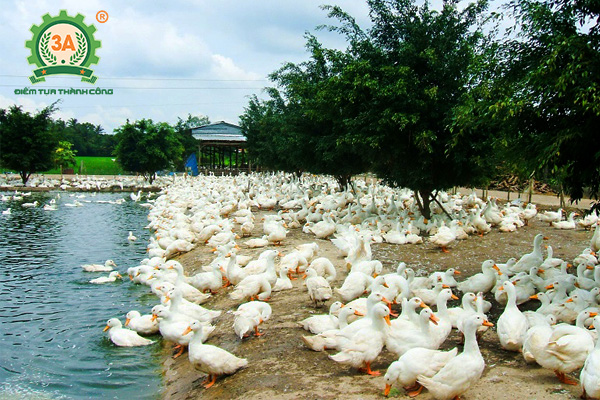 3A
®
ĐIỂM TỰA THÀNH CÔNG